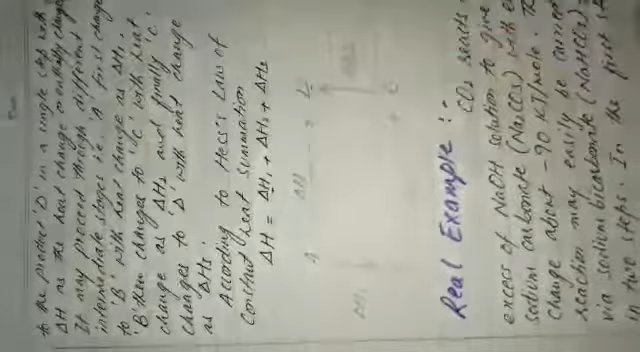 to the product 'D' in a single step with
ΔH as the heat change enthalpy change
It may proceed through different
intermediate stages i.e. 'A' first change
to 'B' with heat change as ΔH₁.
'B' then changes to 'C' with heat
change as ΔH₂ and finally 'C'
changes to 'D' with heat change
as ΔH₃.
According to Hess's Law of
Constant heat summation
ΔH = ΔH₁ + ΔH₂ + ΔH₃
A ΔH
C
ΔH₁
Real Example :-
CO₂ reacts
excess of NaOH solution to give
sodium carbonate (Na₂CO₃) with
change about -90 KJ/mole.
reaction may easily be carried
via sodium bicarbonate (NaHCO₃)
in two steps. In the first